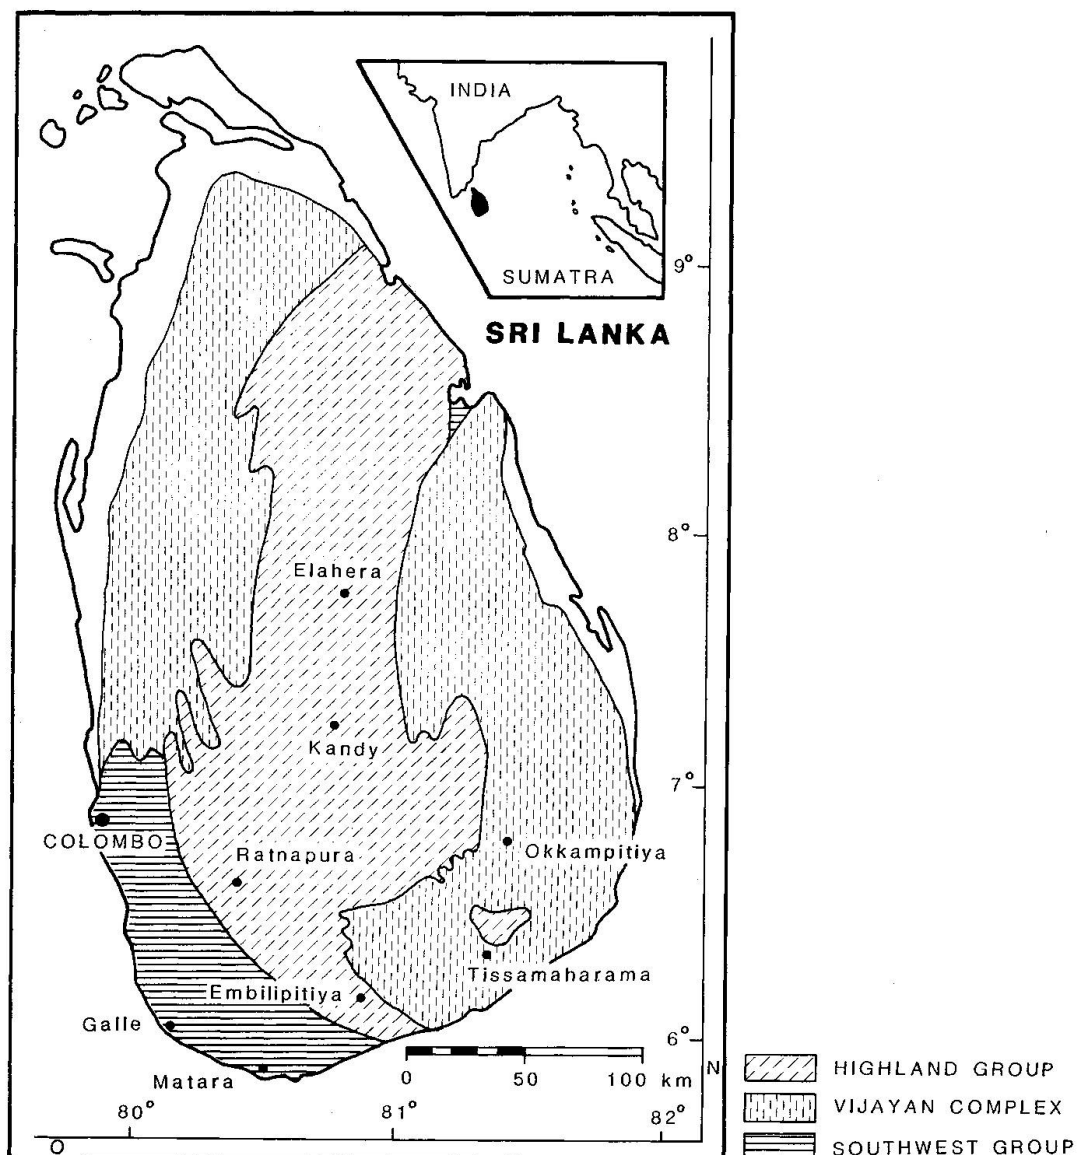 INDIA
SUMATRA
9°
SRI LANKA
8°
Elahera
Kandy
7°
COLOMBO
Ratnapura
Okkampitiya
Tissamaharama
Embilipitiya
Galle
6°
Matara
0 50 100 km
N
80° 81° 82°
O
HIGHLAND GROUP
VIJAYAN COMPLEX
SOUTHWEST GROUP